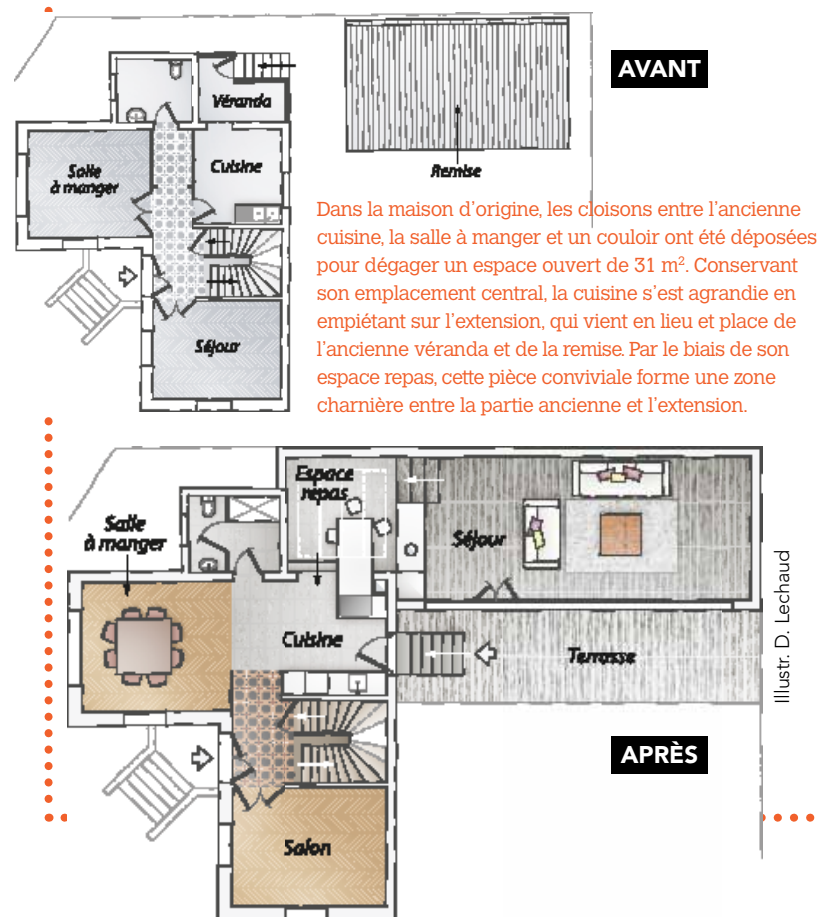 AVANT
Véranda
Salle
à manger
Cuisine
Séjour
Remise
Dans la maison d’origine, les cloisons entre l’ancienne
cuisine, la salle à manger et un couloir ont été déposées
pour dégager un espace ouvert de 31 m². Conservant
son emplacement central, la cuisine s’est agrandie en
empiétant sur l’extension, qui vient en lieu et place de
l’ancienne véranda et de la remise. Par le biais de son
espace repas, cette pièce conviviale forme une zone
charnière entre la partie ancienne et l’extension.
Espace
repas
Salle
à manger
Séjour
Cuisine
Terrasse
Salon
APRÈS
Illustr. D. Lechaud